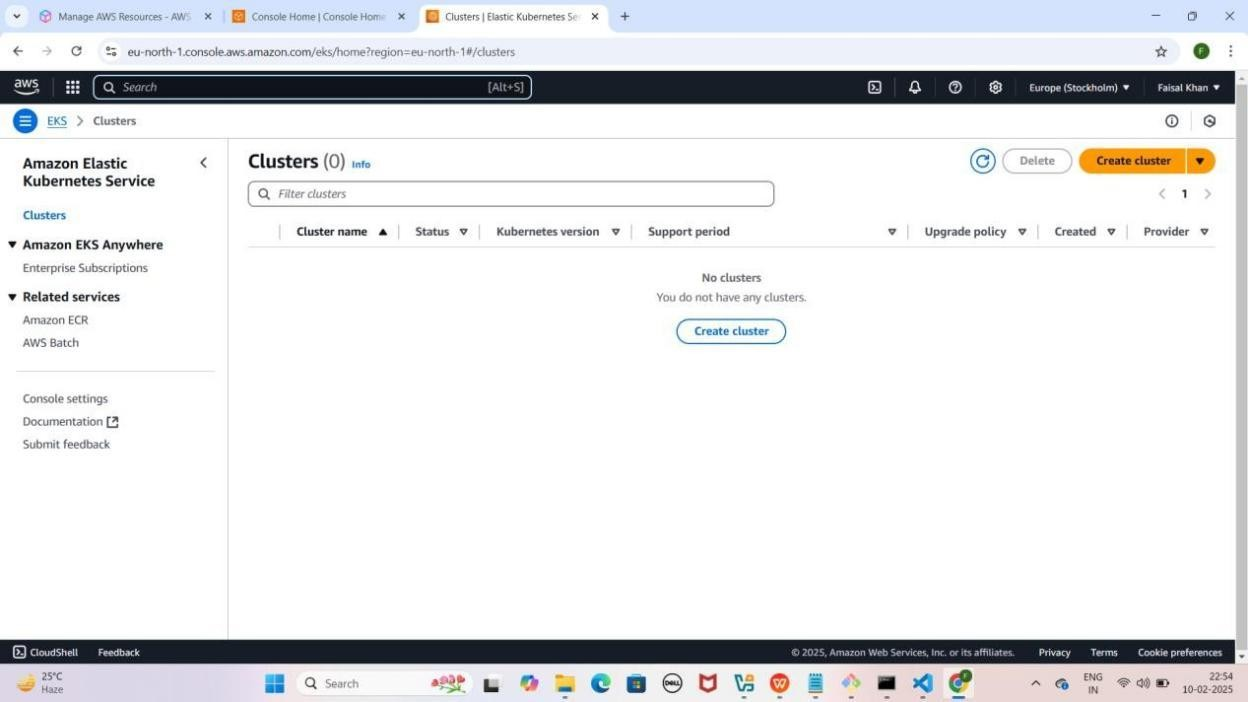 Manage AWS Resources - AWS
Console Home | Console Home
Clusters | Elastic Kubernetes Ser
eu-north-1.console.aws.amazon.com/eks/home?region=eu-north-1#/clusters
F
aws
Search
[Alt+S]
Europe (Stockholm)
Faisal Khan
EKS > Clusters
Amazon Elastic
Kubernetes Service
Clusters
Amazon EKS Anywhere
Enterprise Subscriptions
Related services
Amazon ECR
AWS Batch
Console settings
Documentation
Submit feedback
Clusters (0) Info
Delete
Create cluster
Filter clusters
1
Cluster name
Status
Kubernetes version
Support period
Upgrade policy
Created
Provider
No clusters
You do not have any clusters.
Create cluster
CloudShell
Feedback
© 2025, Amazon Web Services, Inc. or its affiliates.
Privacy
Terms
Cookie preferences
25°C
Haze
Search
DELL
ENG
IN
22:54
10-02-2025